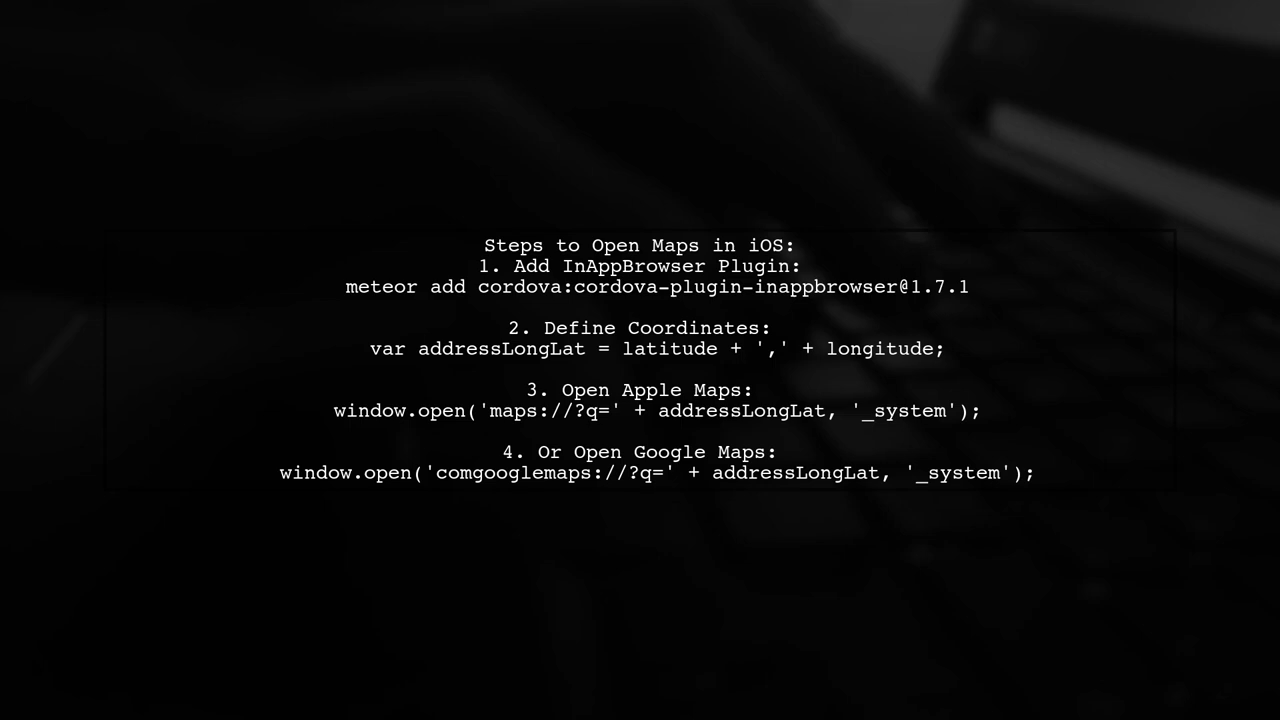 Steps to Open Maps in iOS:
1. Add InAppBrowser Plugin:
meteor add cordova:cordova-plugin-inappbrowser@1.7.1
2. Define Coordinates:
var addressLongLat = latitude + ',' + longitude;
3. Open Apple Maps:
window.open('maps://?q=' + addressLongLat, '_system');
4. Or Open Google Maps:
window.open('comgooglemaps://?q=' + addressLongLat, '_system');